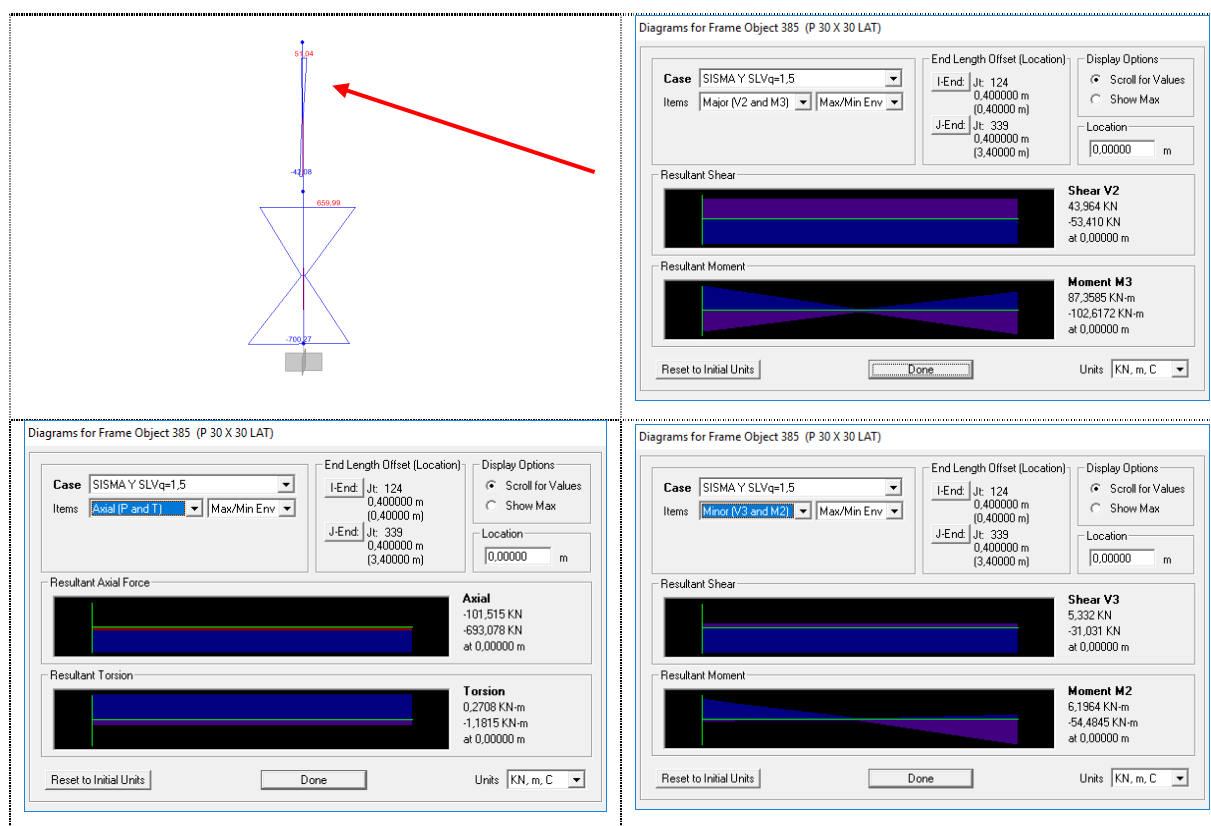 51,04
-42,08
659,99
-700,27
Diagrams for Frame Object 385 (P 30 X 30 LAT)
Case SISMA Y SLVq=1,5
Items Major (V2 and M3) Max/Min Env
End Length Offset (Location)
I-End: Jt: 124
0,400000 m
(0,40000 m)
J-End: Jt: 339
0,400000 m
(3,40000 m)
Display Options
Scroll for Values
Show Max
Location
0,00000 m
Resultant Shear
Shear V2
43,964 KN
-53,410 KN
at 0,00000 m
Resultant Moment
Moment M3
87,3585 KN-m
-102,6172 KN-m
at 0,00000 m
Reset to Initial Units
Done
Units KN, m, C
Diagrams for Frame Object 385 (P 30 X 30 LAT)
Case SISMA Y SLVq=1,5
Items Axial (P and T) Max/Min Env
End Length Offset (Location)
I-End: Jt: 124
0,400000 m
(0,40000 m)
J-End: Jt: 339
0,400000 m
(3,40000 m)
Display Options
Scroll for Values
Show Max
Location
0,00000 m
Resultant Axial Force
Axial
-101,515 KN
-693,078 KN
at 0,00000 m
Resultant Torsion
Torsion
0,2708 KN-m
-1,1815 KN-m
at 0,00000 m
Reset to Initial Units
Done
Units KN, m, C
Diagrams for Frame Object 385 (P 30 X 30 LAT)
Case SISMA Y SLVq=1,5
Items Minor (V3 and M2) Max/Min Env
End Length Offset (Location)
I-End: Jt: 124
0,400000 m
(0,40000 m)
J-End: Jt: 339
0,400000 m
(3,40000 m)
Display Options
Scroll for Values
Show Max
Location
0,00000 m
Resultant Shear
Shear V3
5,332 KN
-31,031 KN
at 0,00000 m
Resultant Moment
Moment M2
6,1964 KN-m
-54,4845 KN-m
at 0,00000 m
Reset to Initial Units
Done
Units KN, m, C